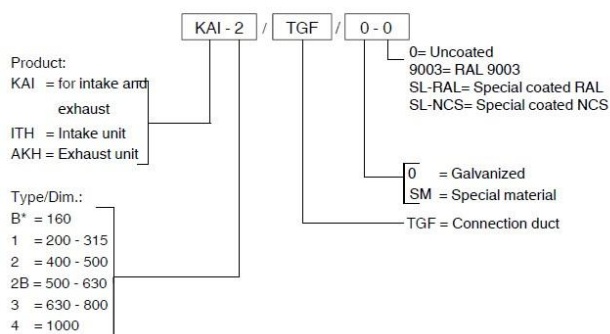 KAI - 2 / TGF / 0 - 0
0= Uncoated
9003= RAL 9003
SL-RAL= Special coated RAL
SL-NCS= Special coated NCS
Product:
KAI = for intake and
exhaust
ITH = Intake unit
AKH = Exhaust unit
0 = Galvanized
SM = Special material
TGF = Connection duct
Type/Dim.:
B* = 160
1 = 200 - 315
2 = 400 - 500
2B = 500 - 630
3 = 630 - 800
4 = 1000